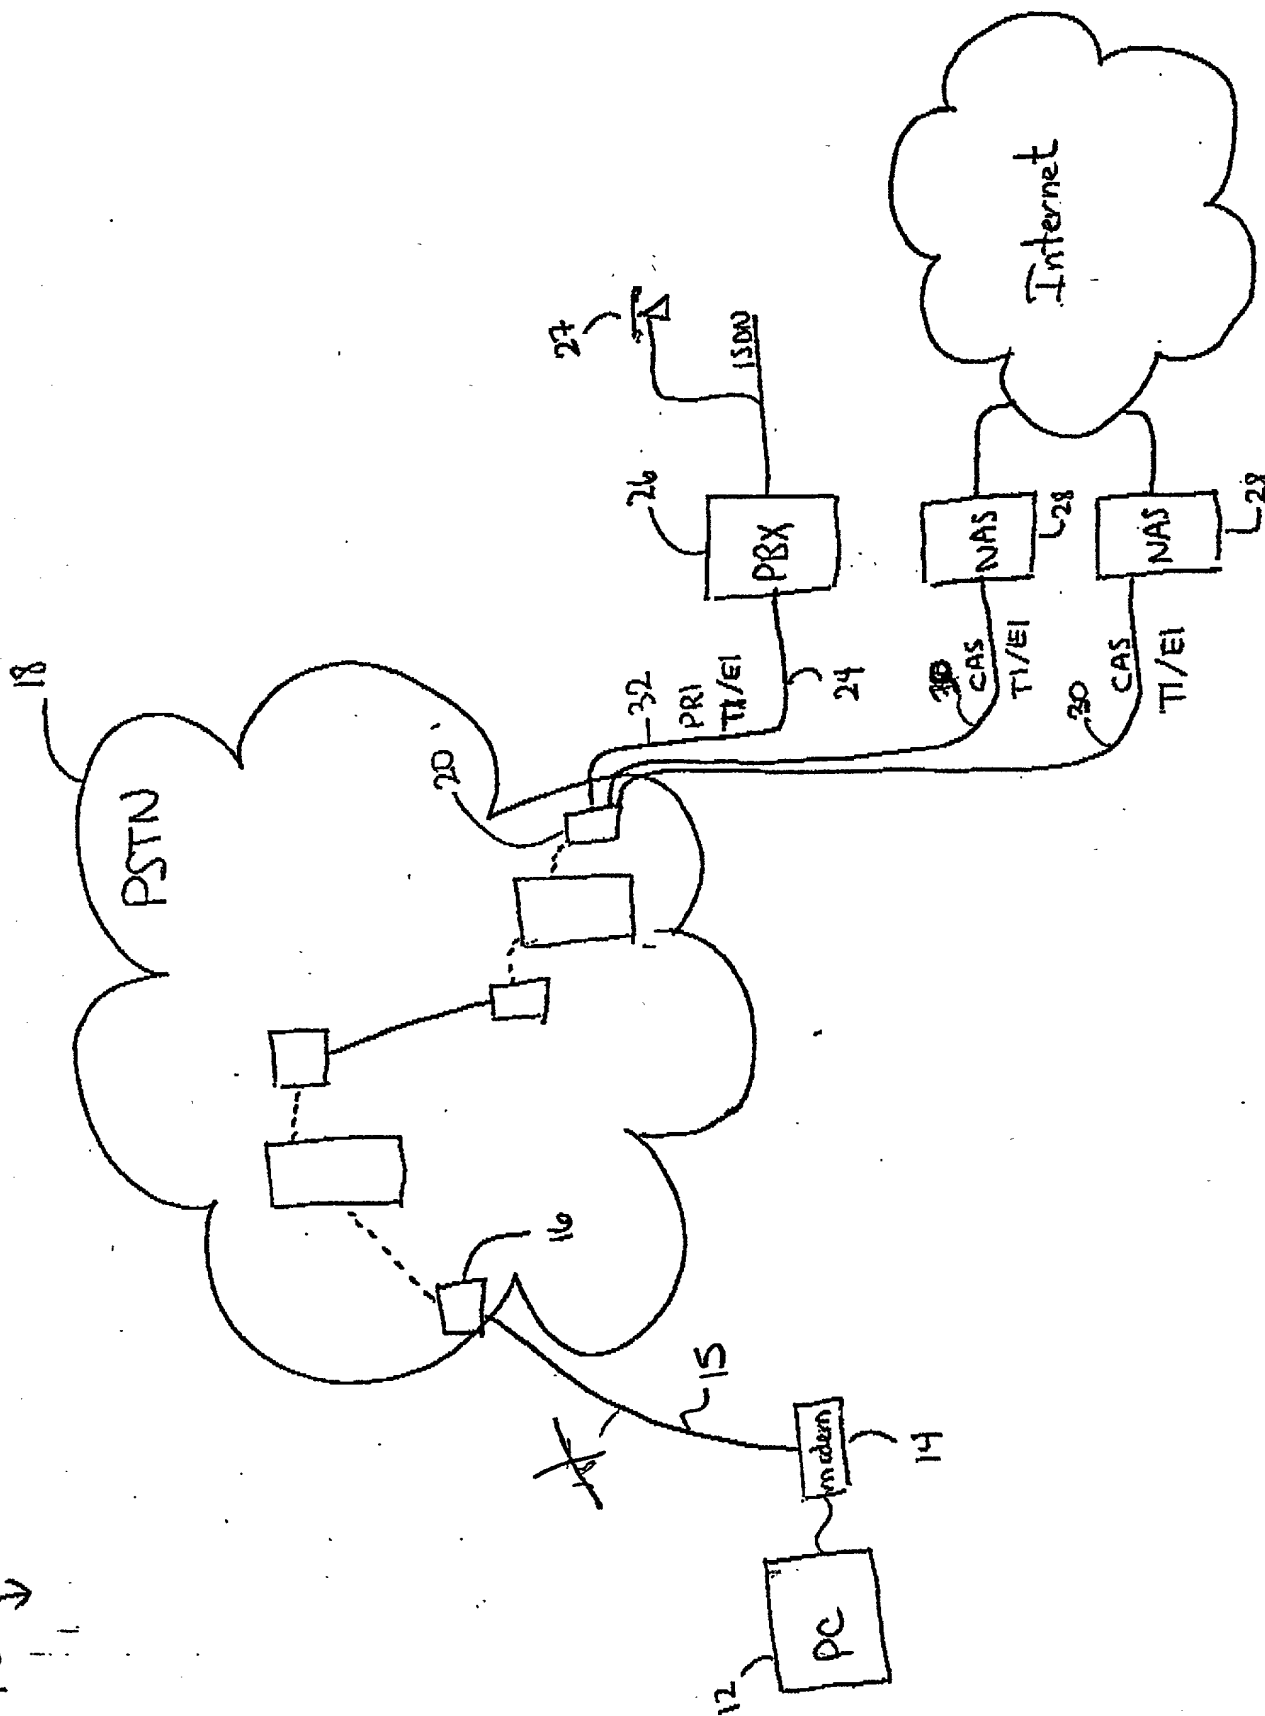 18
PSTN
20
16
15
14
modem
12
PC
32
PRI
T1/E1
24
26
PBX
27
ISDN
30
CAS
T1/E1
NAS
28
30
CAS
T1/E1
NAS
28
Internet